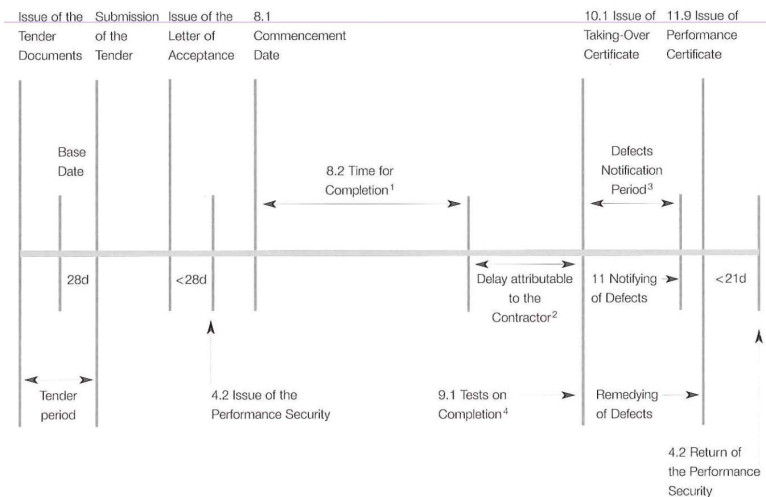 Issue of the
Tender
Documents
Submission
of the
Tender
Issue of the
Letter of
Acceptance
8.1
Commencement
Date
10.1 Issue of
Taking-Over
Certificate
11.9 Issue of
Performance
Certificate
Base
Date
8.2 Time for
Completion¹
Defects
Notification
Period³
28d
<28d
Delay attributable
to the
Contractor²
11 Notifying
of Defects
<21d
Tender
period
4.2 Issue of the
Performance Security
9.1 Tests on
Completion⁴
Remedying
of Defects
4.2 Return of
the Performance
Security